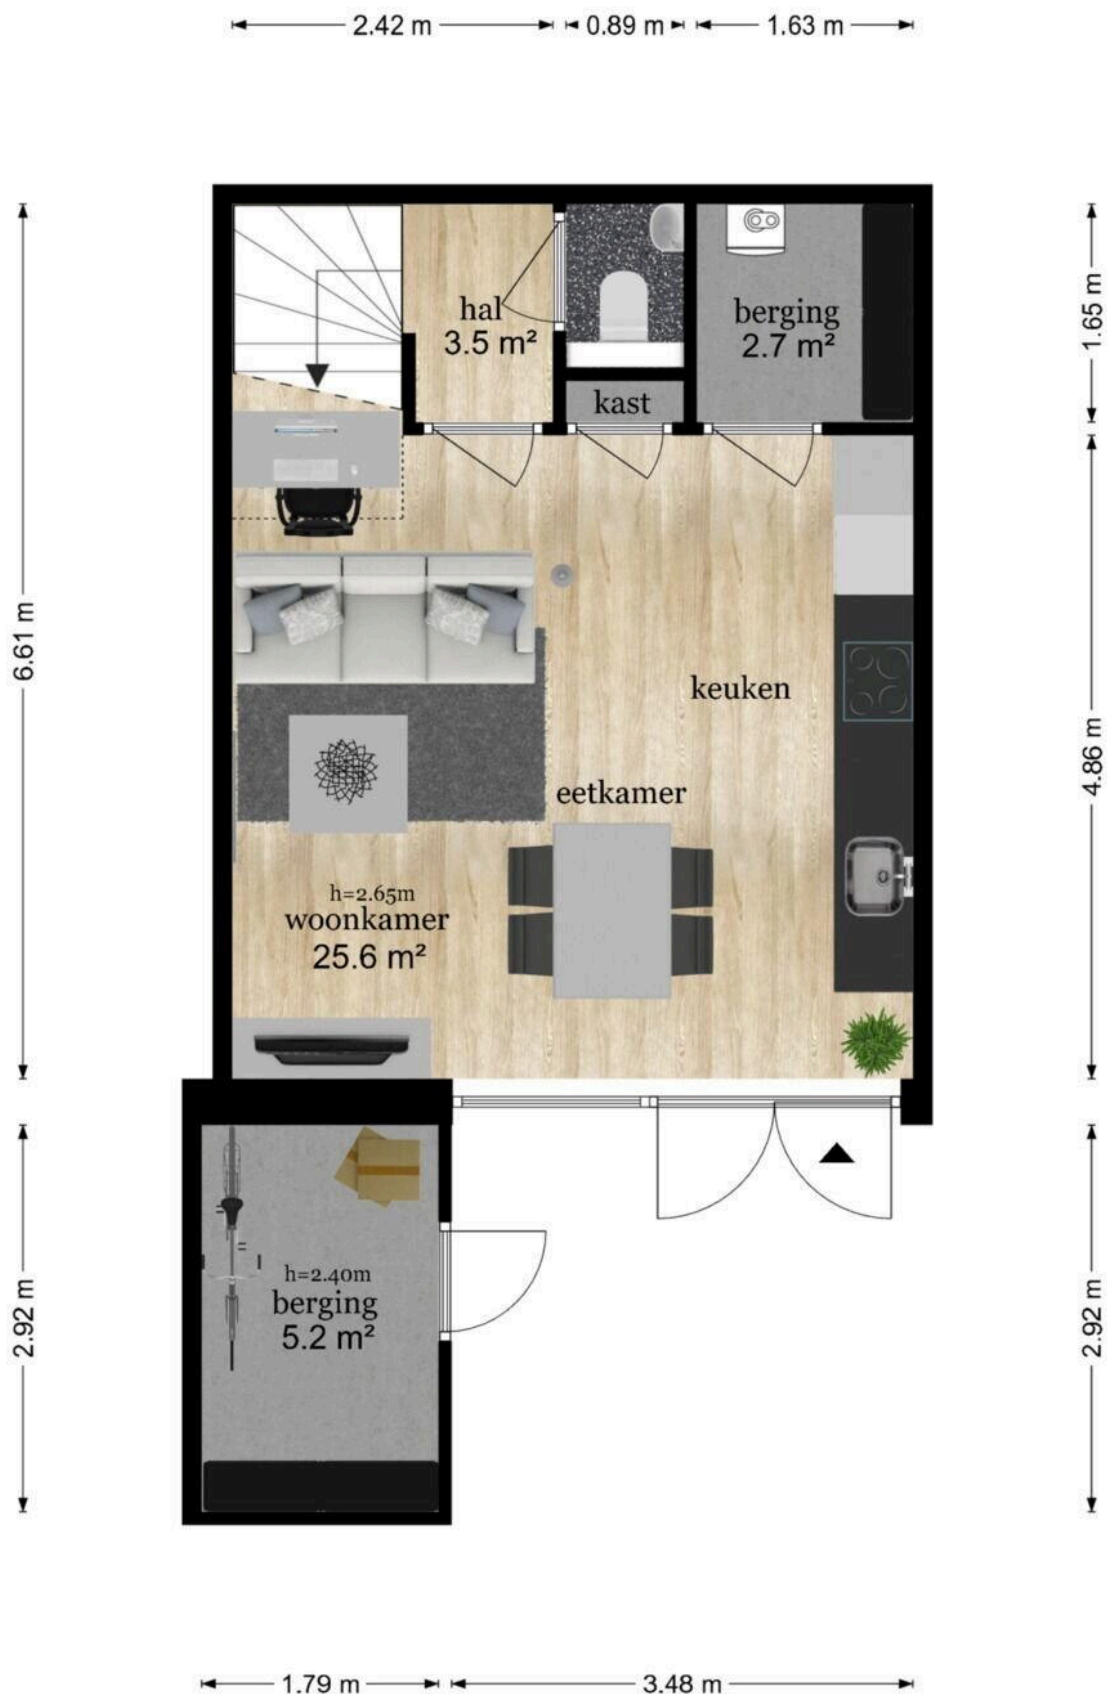 2.42 m
0.89 m
1.63 m
6.61 m
1.65 m
hal
3.5 m²
berging
2.7 m²
kast
4.86 m
keuken
eetkamer
h=2.65m
woonkamer
25.6 m²
2.92 m
h=2.40m
berging
5.2 m²
2.92 m
1.79 m
3.48 m